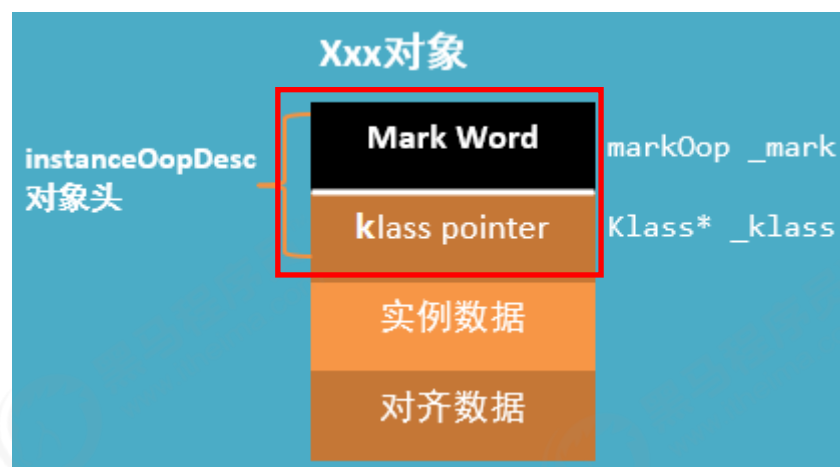 Xxx对象
Mark Word
markOop _mark
instanceOopDesc
对象头
klass pointer
Klass* _klass
实例数据
对齐数据